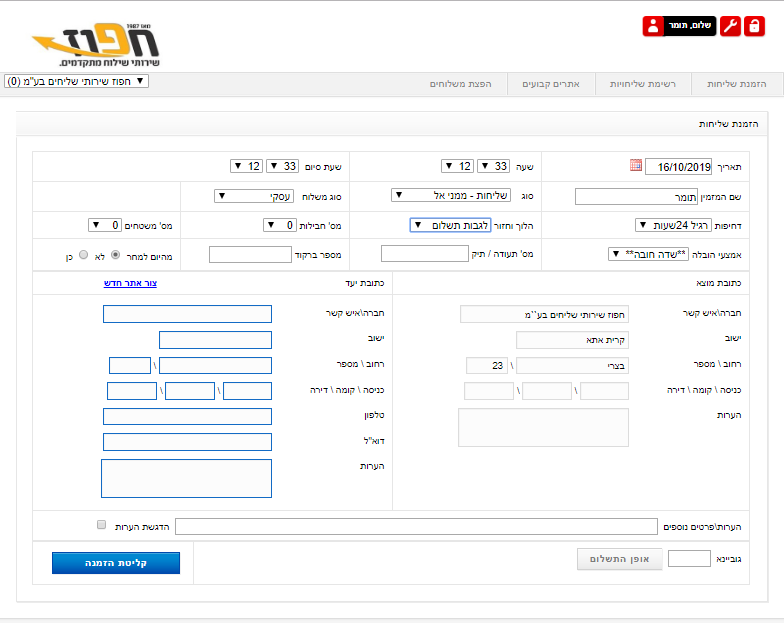 שלום, תומר
מאז 1987
חפוז
שירותי שילוח מתקדמים.
חפוז שירותי שליחים בע"מ (0)
הזמנת שליחות רשימת שליחויות אתרים קבועים הפצת משלוחים
הזמנת שליחות
תאריך 16/10/2019 שעה 33 12 שעת סיום 33 12
שם המזמין תומר סוג שליחות - ממני אל סוג משלוח עסקי
דחיפות רגיל 24שעות הלוך וחזור לגבות תשלום מס' חבילות 0 מס' משטחים 0
אמצעי הובלה **שדה חובה** מס' תעודה / תיק מספר ברקוד מהיום למחר לא כן
כתובת מוצא כתובת יעד צור אתר חדש
חברה\איש קשר חפוז שירותי שליחים בע``מ חברה\איש קשר
ישוב קרית אתא ישוב
רחוב \ מספר בצרי \ 23 רחוב \ מספר \
כניסה \ קומה \ דירה \ \ כניסה \ קומה \ דירה \ \
הערות טלפון
דוא"ל
הערות
הערות\פרטים נוספים הדגשת הערות
גוביינא אופן התשלום קליטת הזמנה